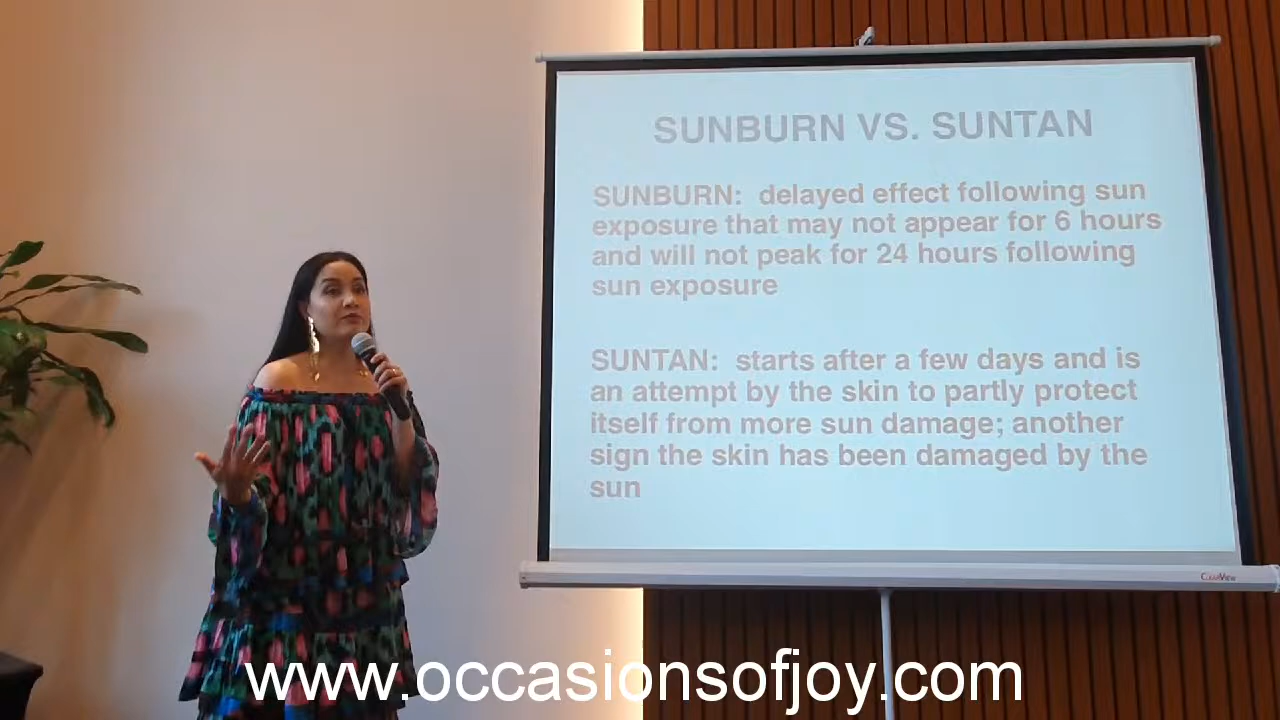 SUNBURN VS. SUNTAN
SUNBURN: delayed effect following sun
exposure that may not appear for 6 hours
and will not peak for 24 hours following
sun exposure
SUNTAN: starts after a few days and is
an attempt by the skin to partly protect
itself from more sun damage; another
sign the skin has been damaged by the
sun
ClearView
www.occasionsofjoy.com